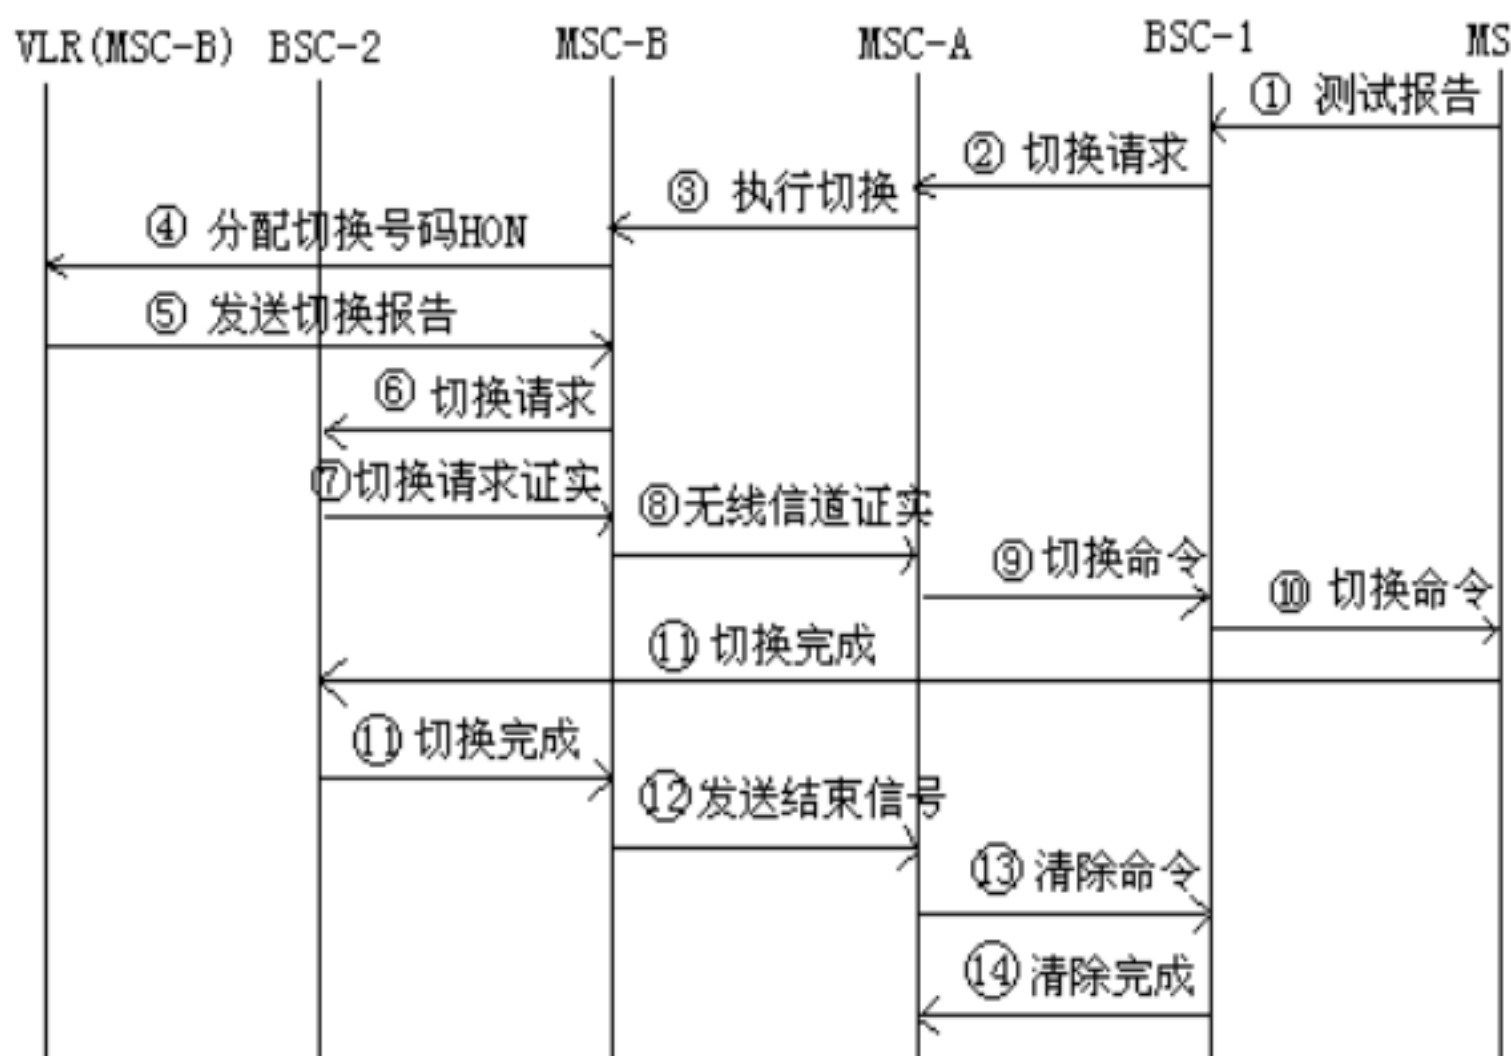 VLR(MSC-B) BSC-2 MSC-B MSC-A BSC-1 MS
① 测试报告
② 切换请求
③ 执行切换
④ 分配切换号码HON
⑤ 发送切换报告
⑥ 切换请求
⑦切换请求证实
⑧无线信道证实
⑨切换命令
⑩ 切换命令
⑪ 切换完成
⑪ 切换完成
⑫发送结束信号
⑬ 清除命令
⑭ 清除完成